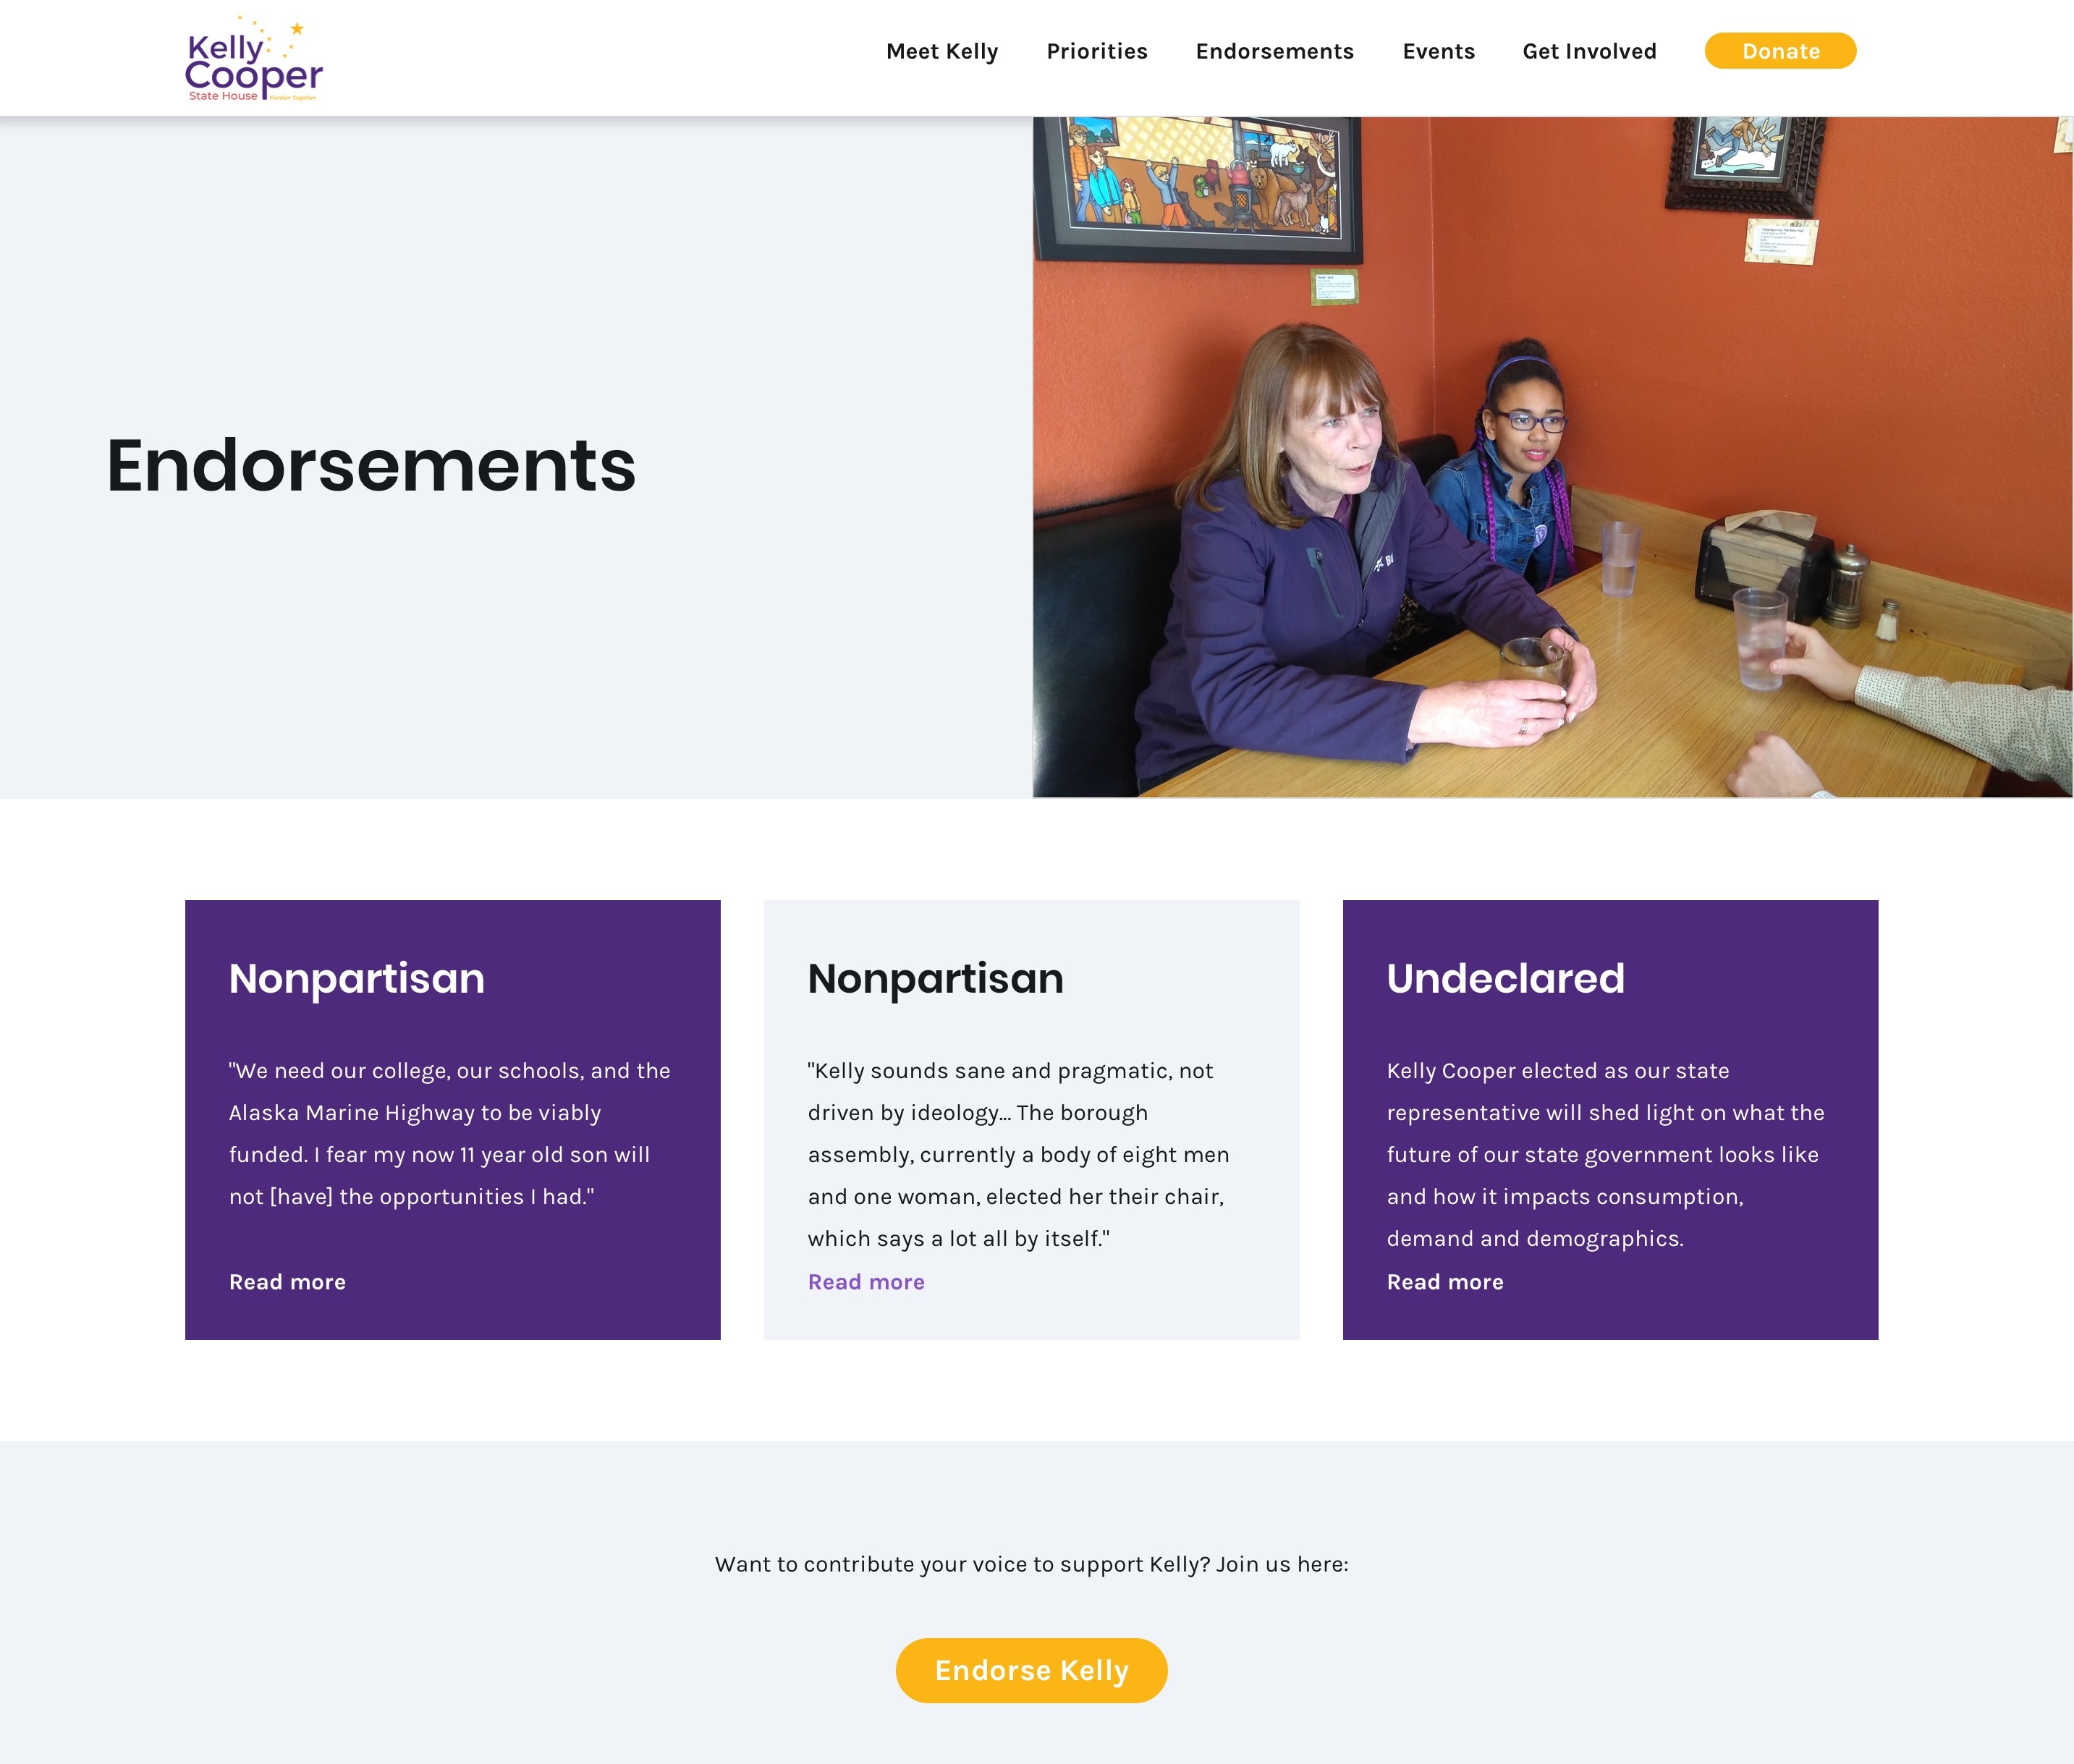 Kelly
Cooper
State House Further Together
Meet Kelly Priorities Endorsements Events Get Involved Donate
Endorsements
Nonpartisan
"We need our college, our schools, and the
Alaska Marine Highway to be viably
funded. I fear my now 11 year old son will
not [have] the opportunities I had."
Read more
Nonpartisan
"Kelly sounds sane and pragmatic, not
driven by ideology... The borough
assembly, currently a body of eight men
and one woman, elected her their chair,
which says a lot all by itself."
Read more
Undeclared
Kelly Cooper elected as our state
representative will shed light on what the
future of our state government looks like
and how it impacts consumption,
demand and demographics.
Read more
Want to contribute your voice to support Kelly? Join us here:
Endorse Kelly